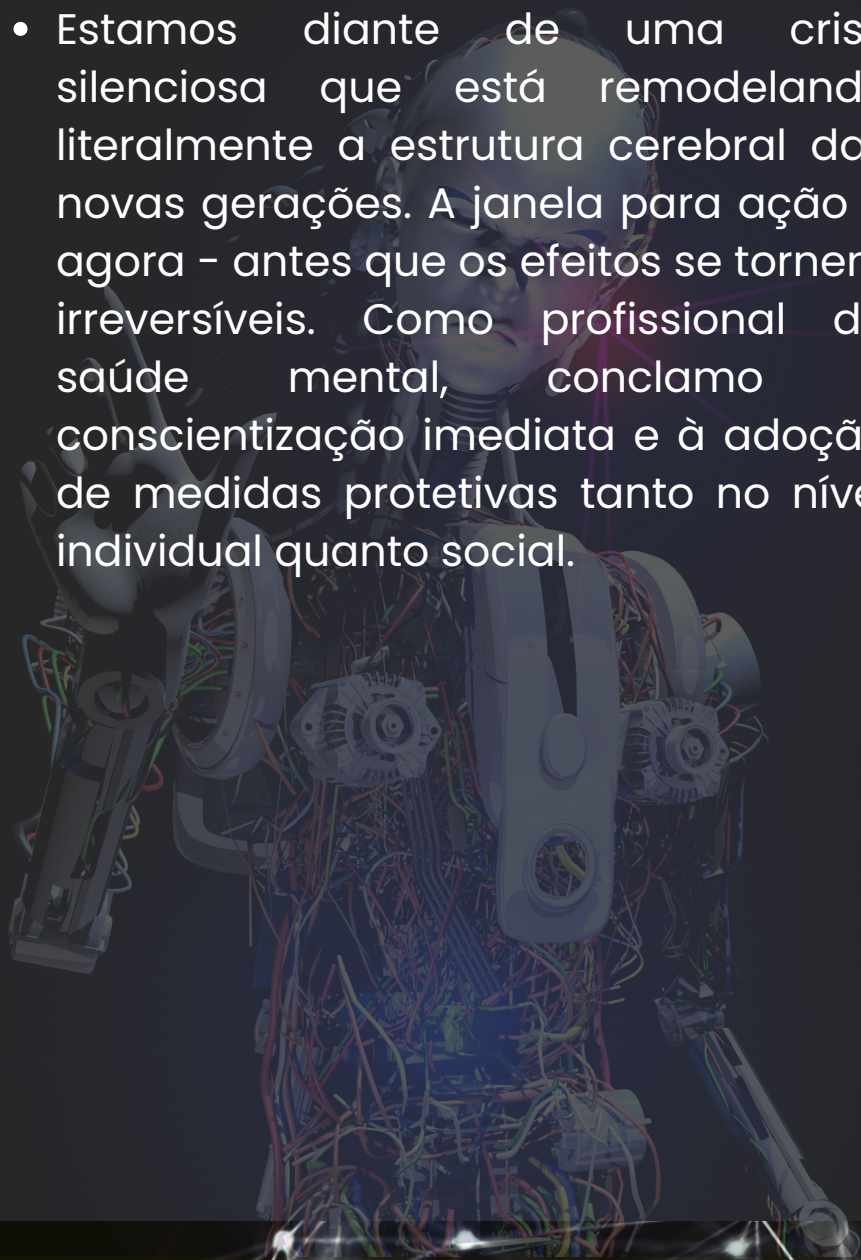 • Estamos diante de uma cris
silenciosa que está remodeland
literalmente a estrutura cerebral da
novas gerações. A janela para ação
agora - antes que os efeitos se torner
irreversíveis. Como profissional d
saúde mental, conclamo
conscientização imediata e à adoçã
de medidas protetivas tanto no níve
individual quanto social.